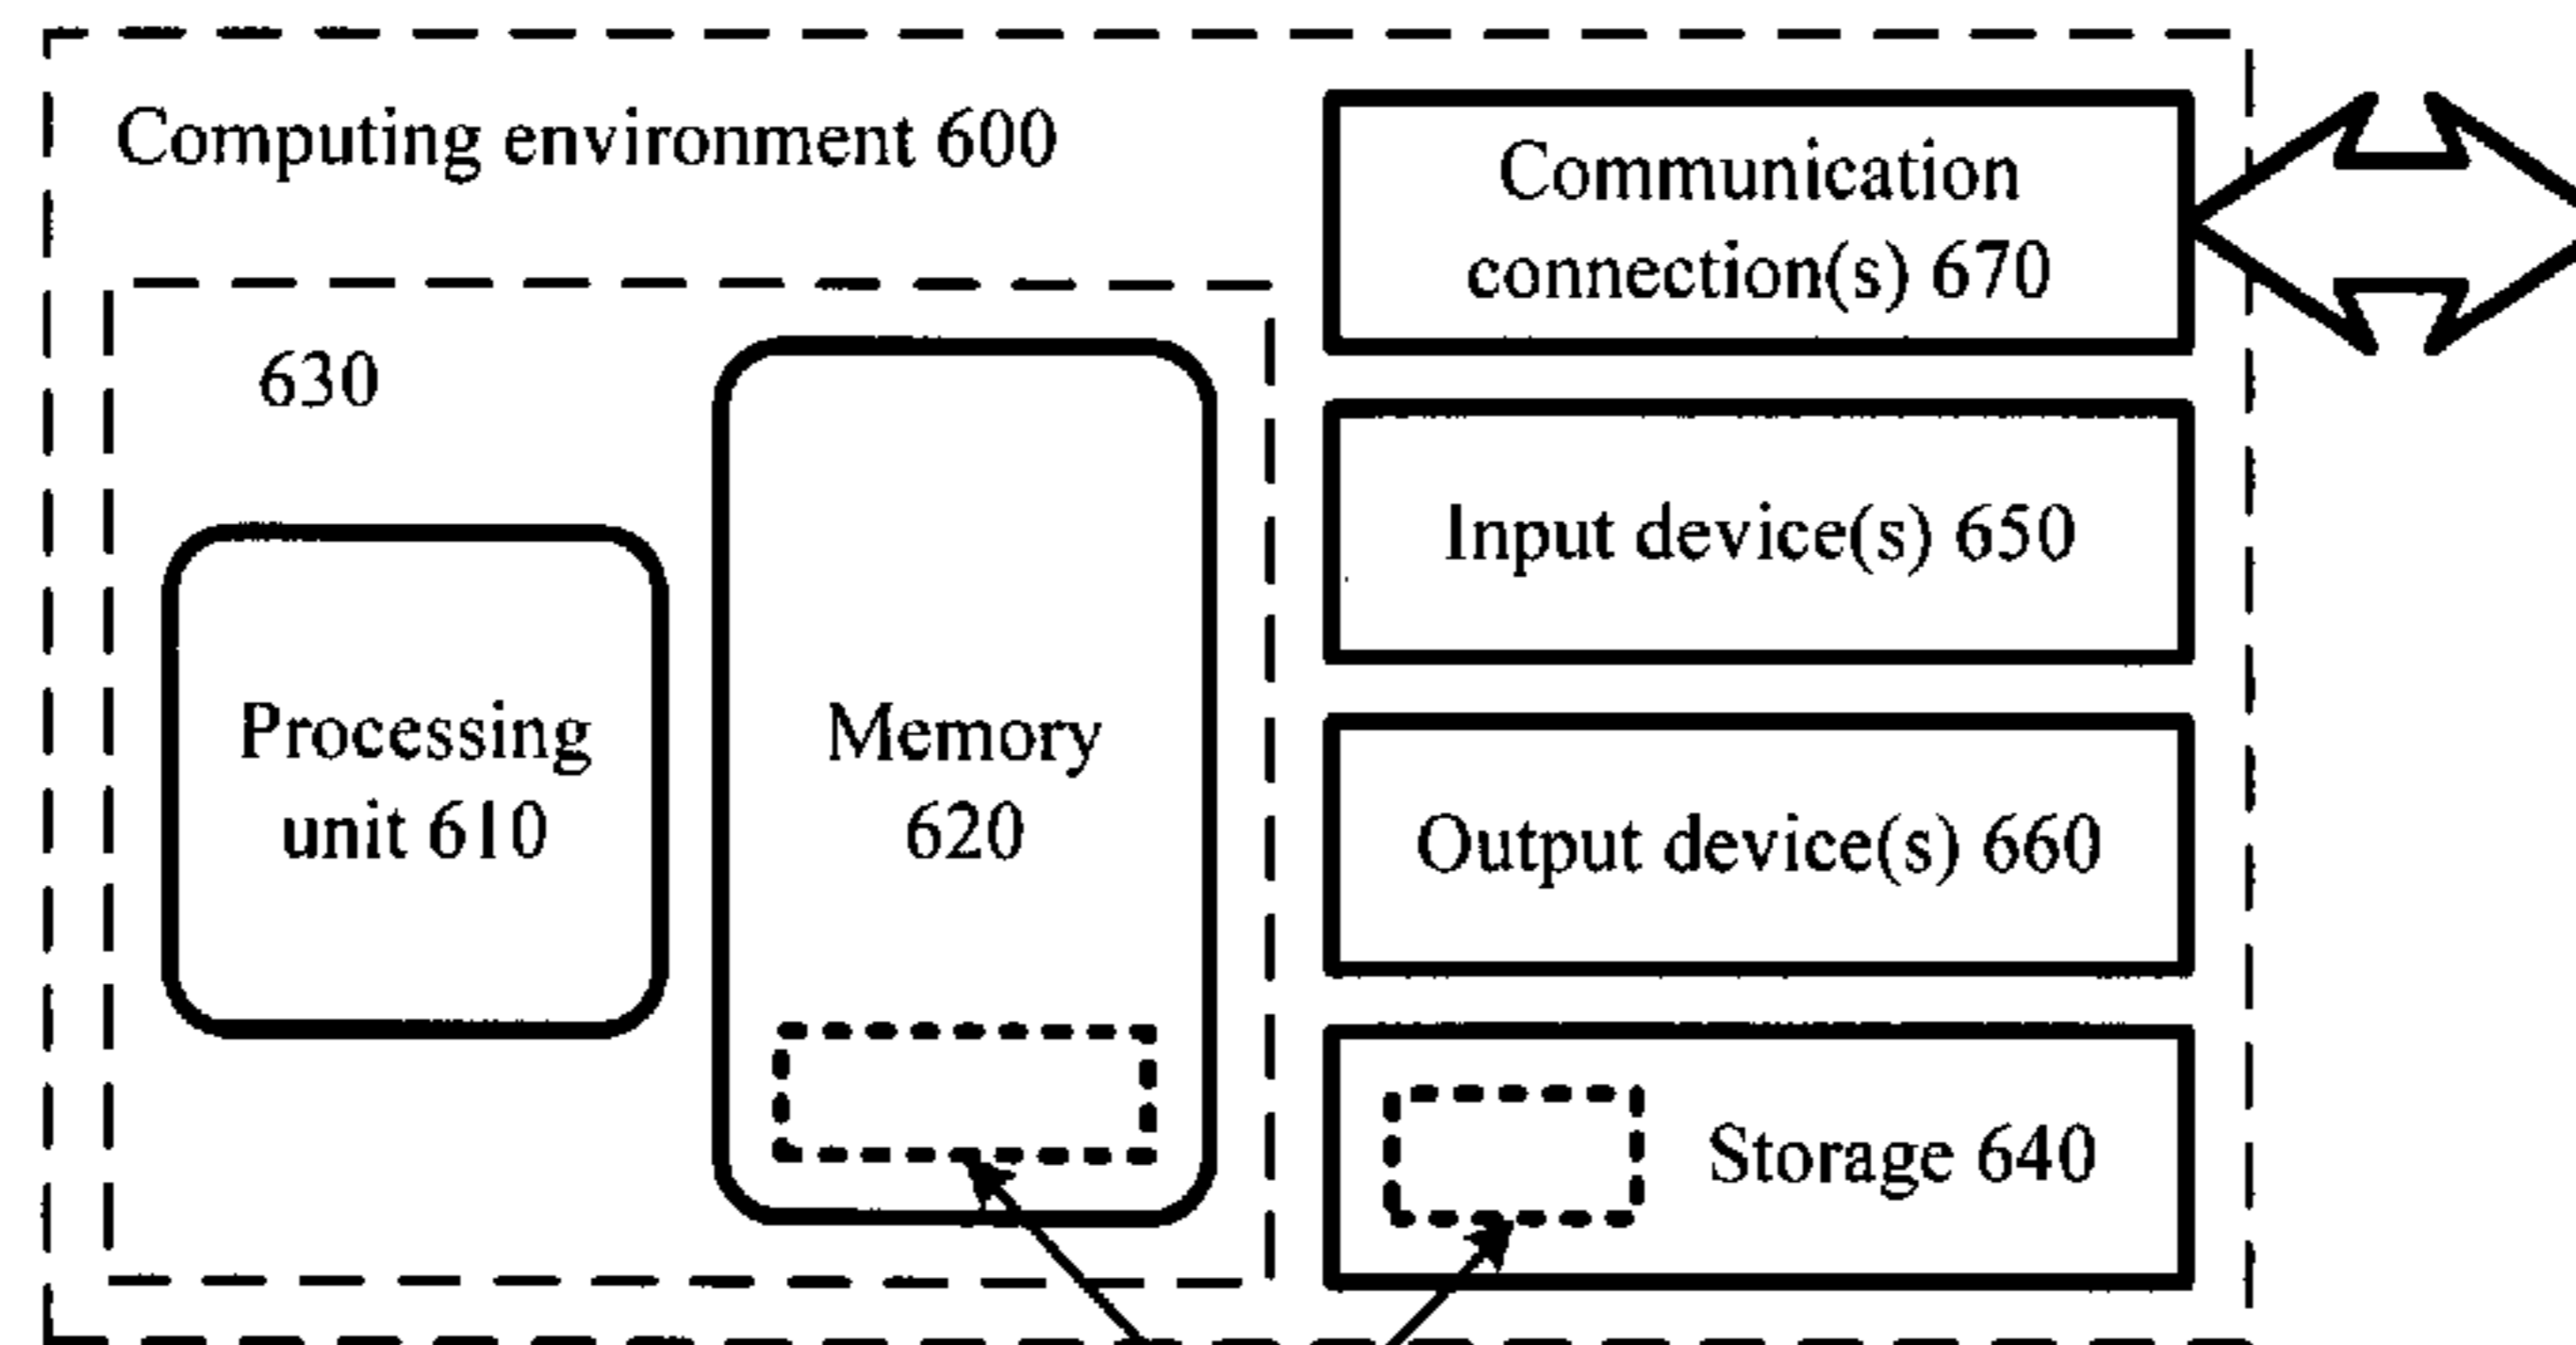 Computing environment 600
Communication
connection(s) 670
630
Input device(s) 650
Processing
unit 610
Memory
620
Output device(s) 660
Storage 640